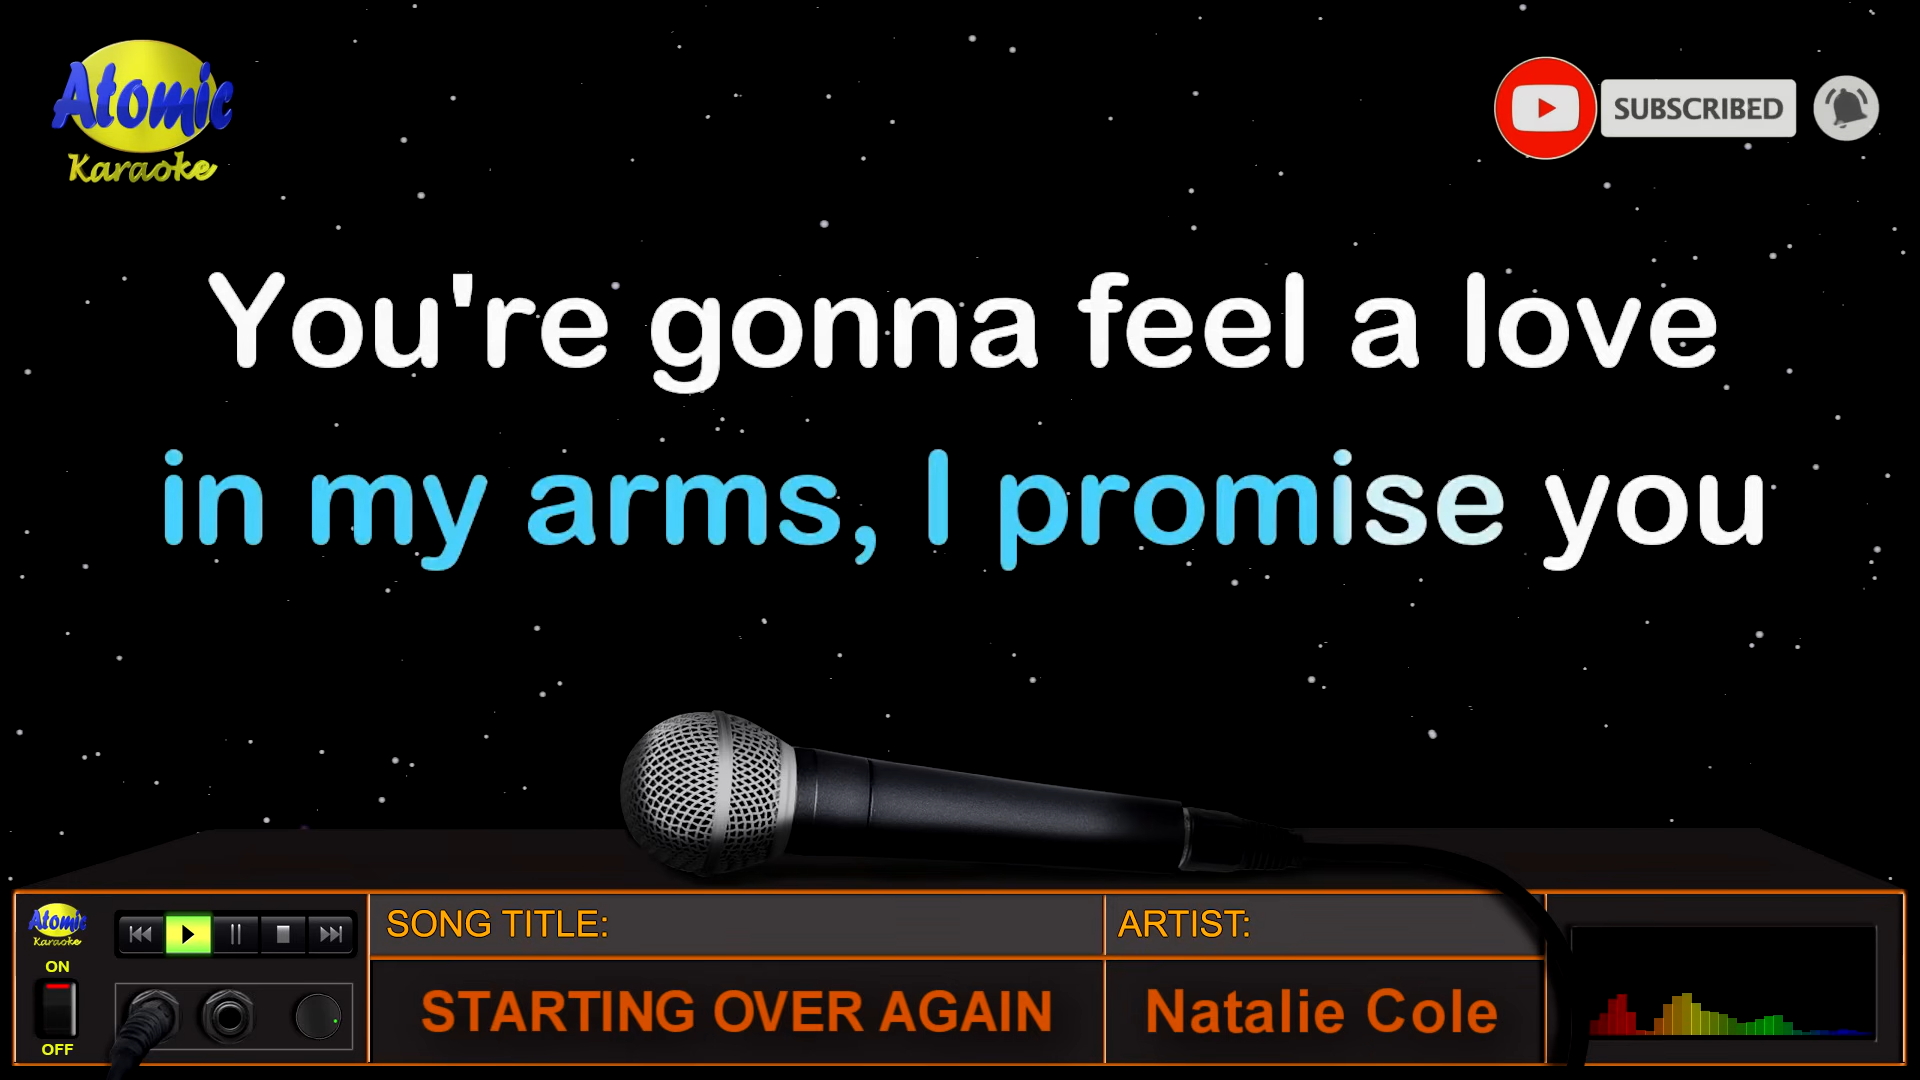 Atomic
Karaoke
SUBSCRIBED
You're gonna feel a love
in my arms, I promise you
Atomic
Karaoke
ON
OFF
SONG TITLE:
ARTIST:
STARTING OVER AGAIN
Natalie Cole